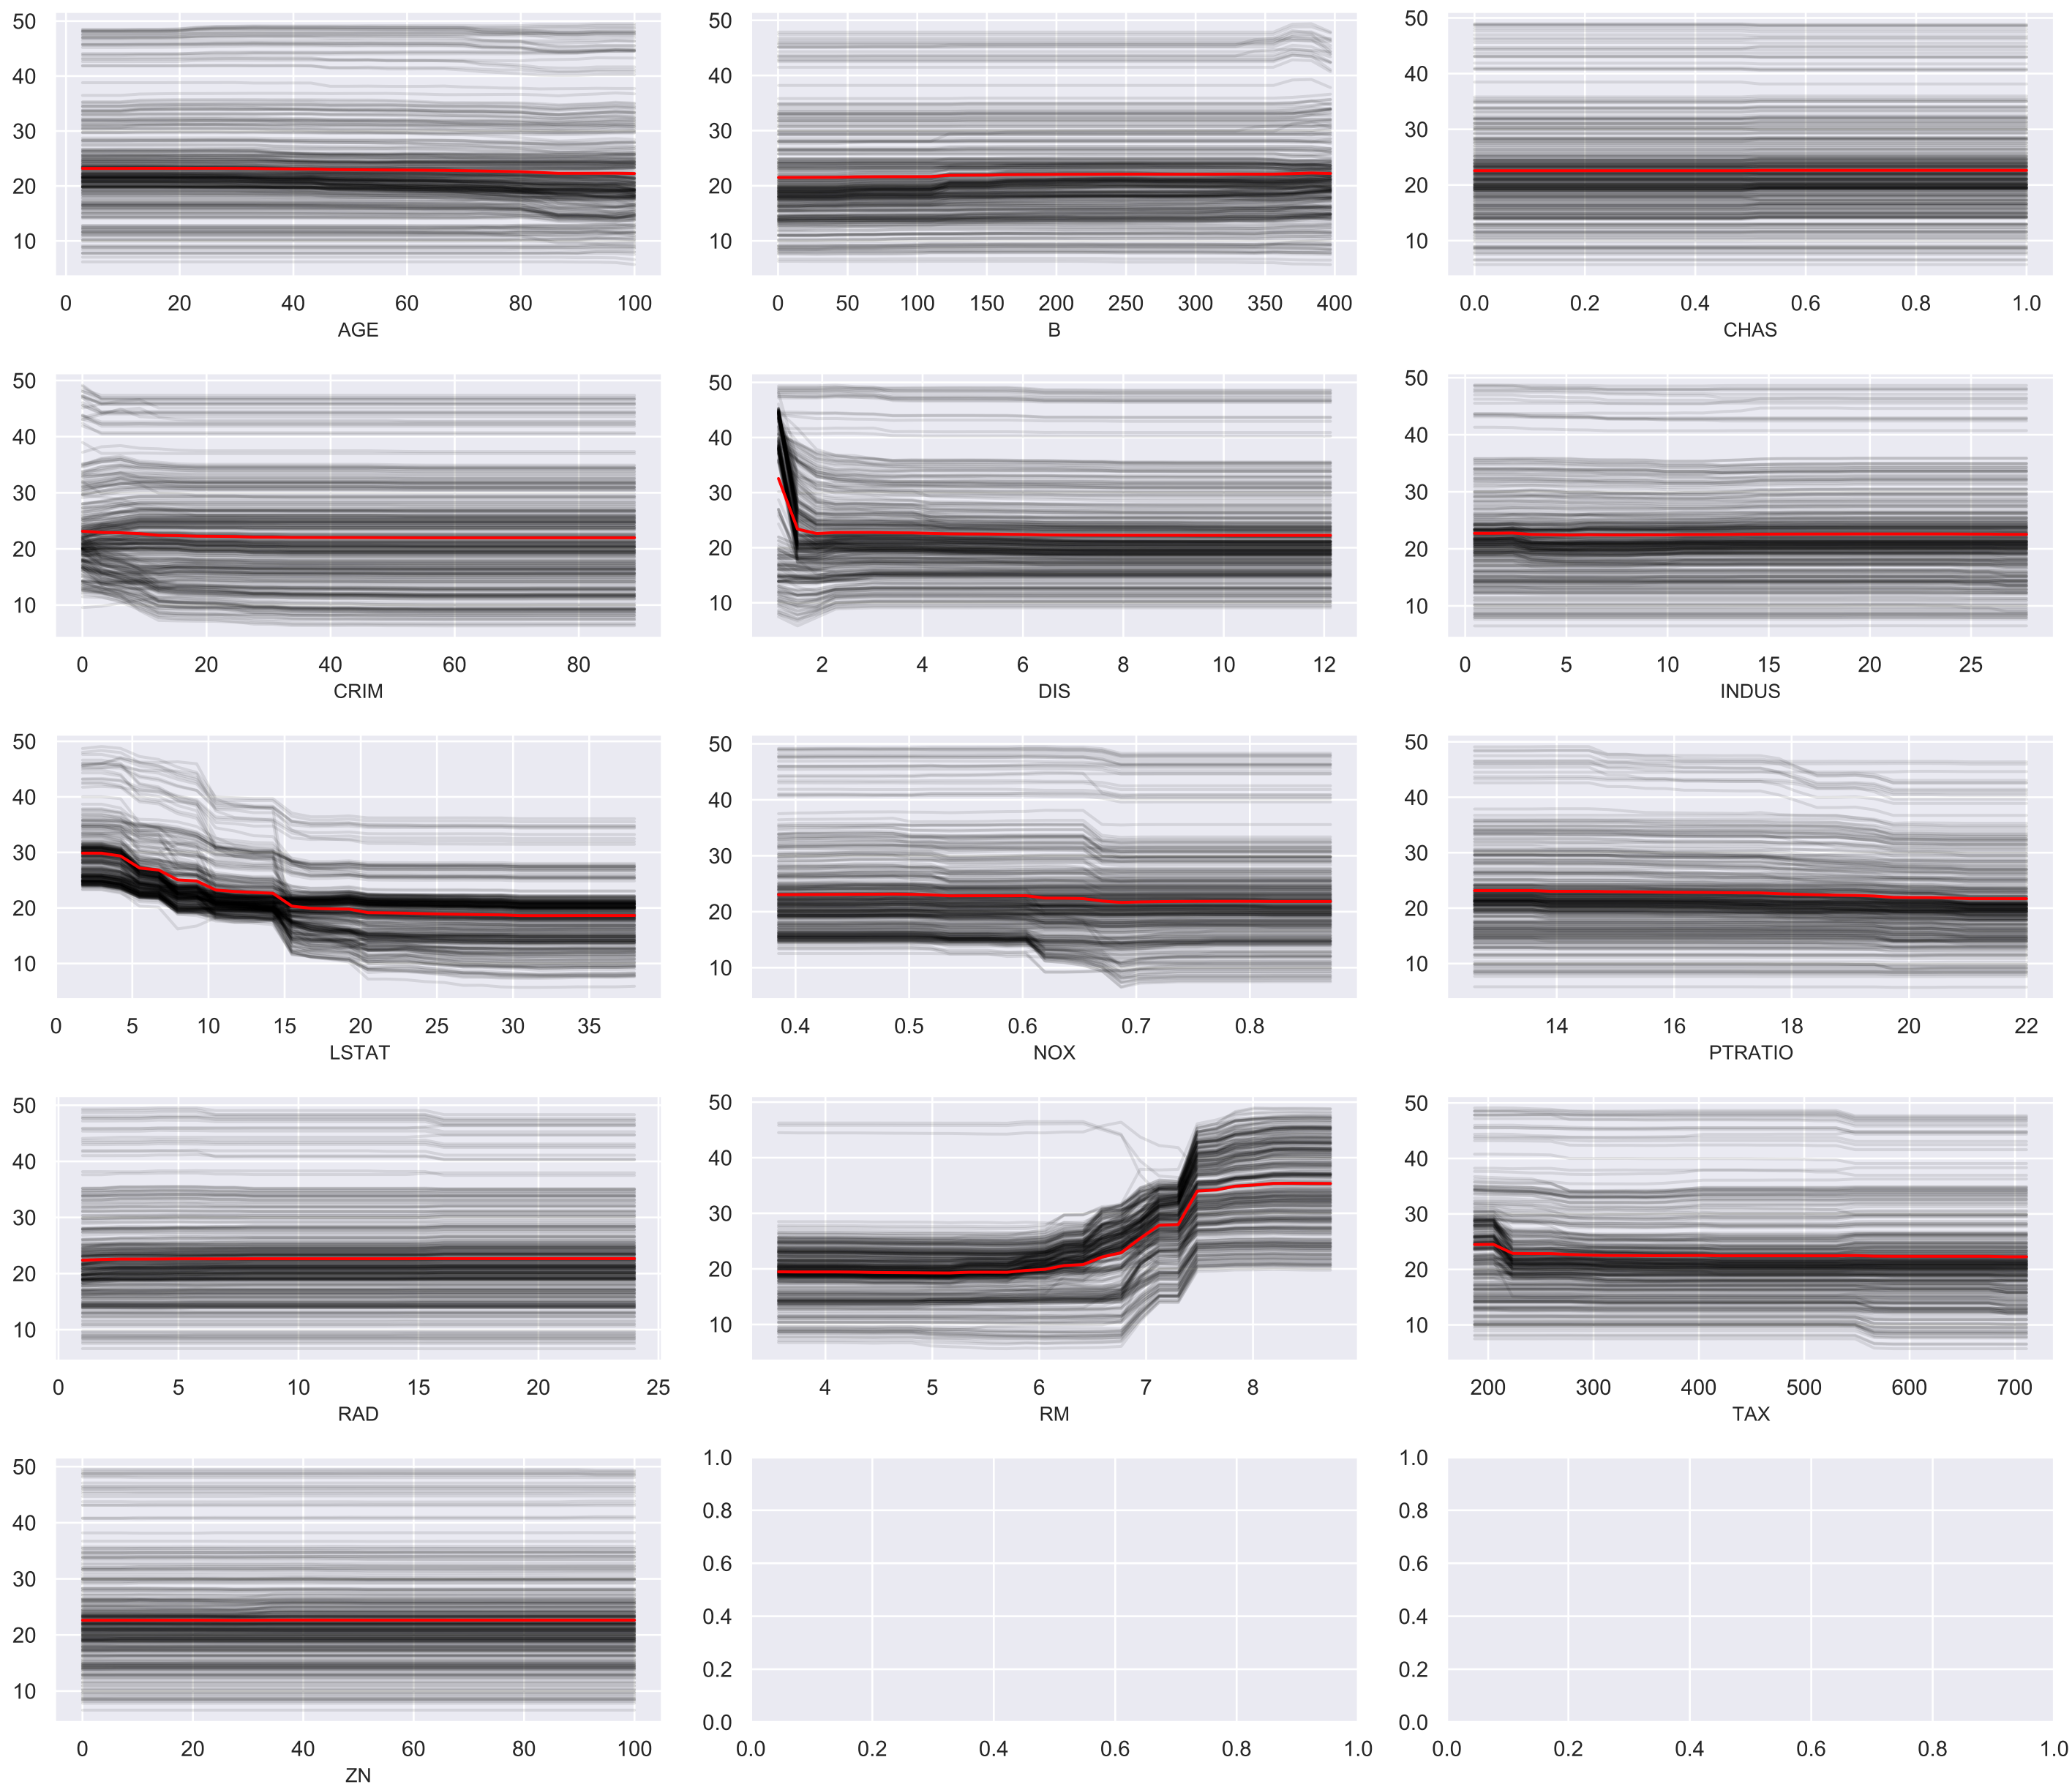 50
40
30
20
10
0 20 40 60 80 100
AGE
50
40
30
20
10
0 50 100 150 200 250 300 350 400
B
50
40
30
20
10
0.0 0.2 0.4 0.6 0.8 1.0
CHAS
50
40
30
20
10
0 20 40 60 80
CRIM
50
40
30
20
10
2 4 6 8 10 12
DIS
50
40
30
20
10
0 5 10 15 20 25
INDUS
50
40
30
20
10
0 5 10 15 20 25 30 35
LSTAT
50
40
30
20
10
0.4 0.5 0.6 0.7 0.8
NOX
50
40
30
20
10
14 16 18 20 22
PTRATIO
50
40
30
20
10
0 5 10 15 20 25
RAD
50
40
30
20
10
4 5 6 7 8
RM
50
40
30
20
10
200 300 400 500 600 700
TAX
50
40
30
20
10
0 20 40 60 80 100
ZN
1.0
0.8
0.6
0.4
0.2
0.0
0.0 0.2 0.4 0.6 0.8 1.0
1.0
0.8
0.6
0.4
0.2
0.0
0.0 0.2 0.4 0.6 0.8 1.0